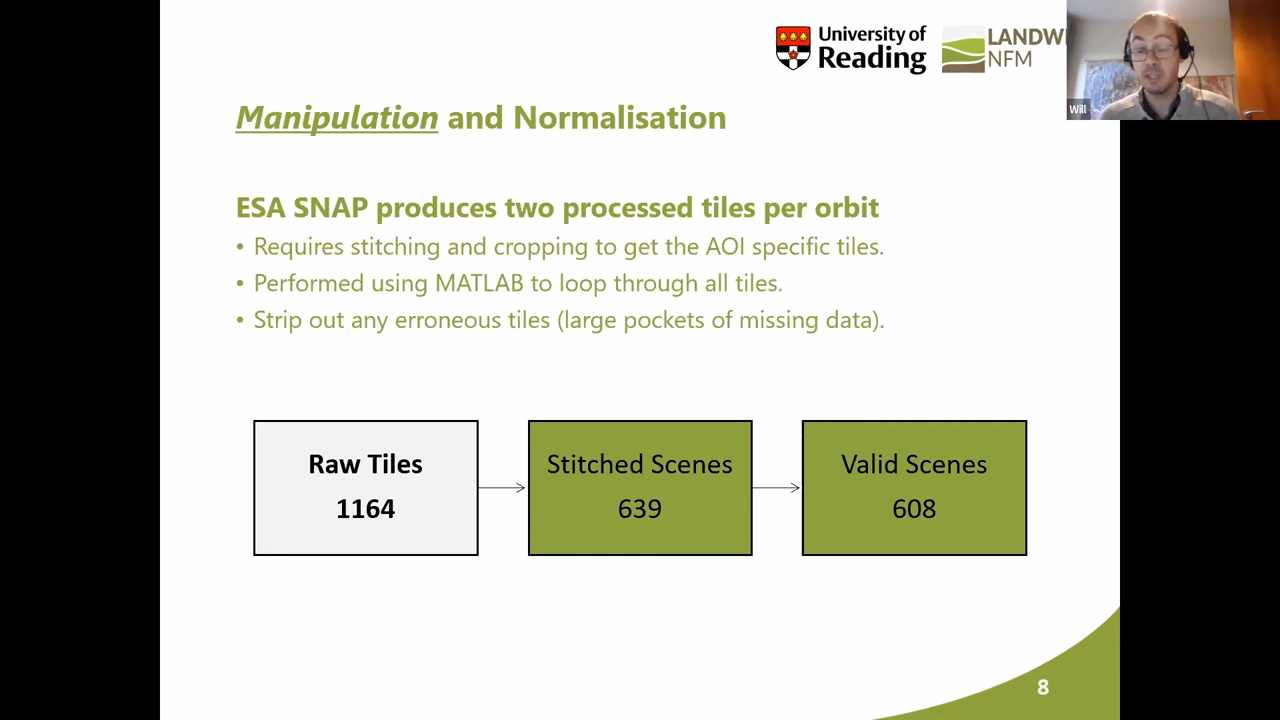 University of
Reading
LANDW
NFM
Will
Manipulation and Normalisation
ESA SNAP produces two processed tiles per orbit
• Requires stitching and cropping to get the AOI specific tiles.
• Performed using MATLAB to loop through all tiles.
• Strip out any erroneous tiles (large pockets of missing data).
Raw Tiles
1164
Stitched Scenes
639
Valid Scenes
608
8